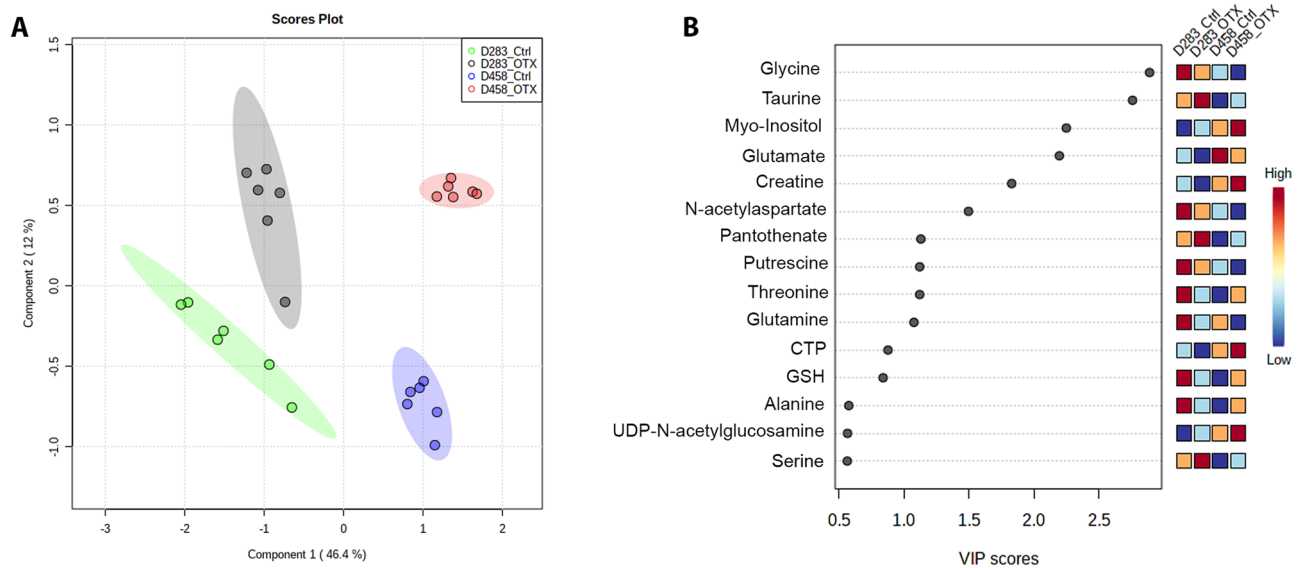 A
Scores Plot
D283_Ctrl
D283_OTX
D458_Ctrl
D458_OTX
1.5
1.0
0.5
0.0
-0.5
-1.0
Component 2 ( 12 %)
-3 -2 -1 0 1 2
Component 1 ( 46.4 %)
B
D283_Ctrl
D283_OTX
D458_Ctrl
D458_OTX
Glycine
Taurine
Myo-Inositol
Glutamate
Creatine
N-acetylaspartate
Pantothenate
Putrescine
Threonine
Glutamine
CTP
GSH
Alanine
UDP-N-acetylglucosamine
Serine
High
Low
0.5 1.0 1.5 2.0 2.5
VIP scores